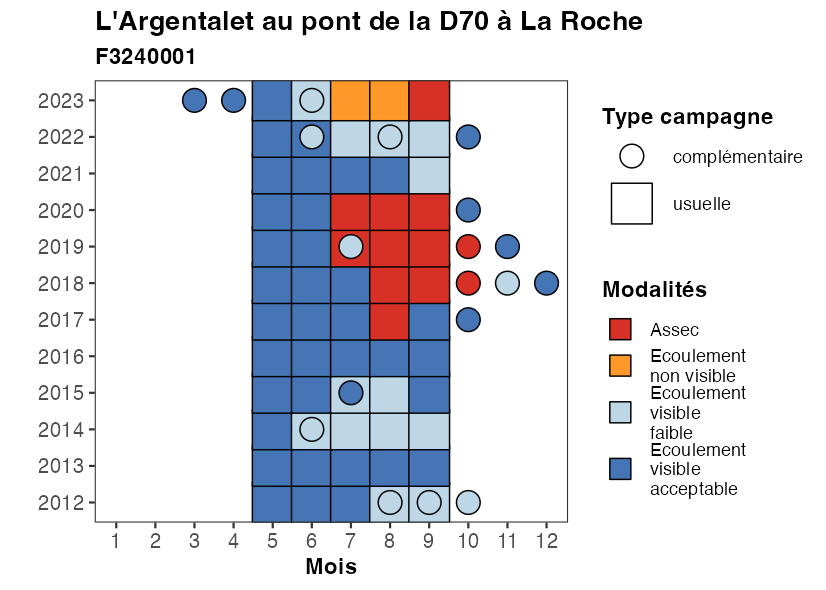 L'Argentalet au pont de la D70 à La Roche
F3240001
2023
2022
2021
2020
2019
2018
2017
2016
2015
2014
2013
2012
1 2 3 4 5 6 7 8 9 10 11 12
Mois
Type campagne
complémentaire
usuelle
Modalités
Assec
Ecoulement
non visible
Ecoulement
visible
faible
Ecoulement
visible
acceptable